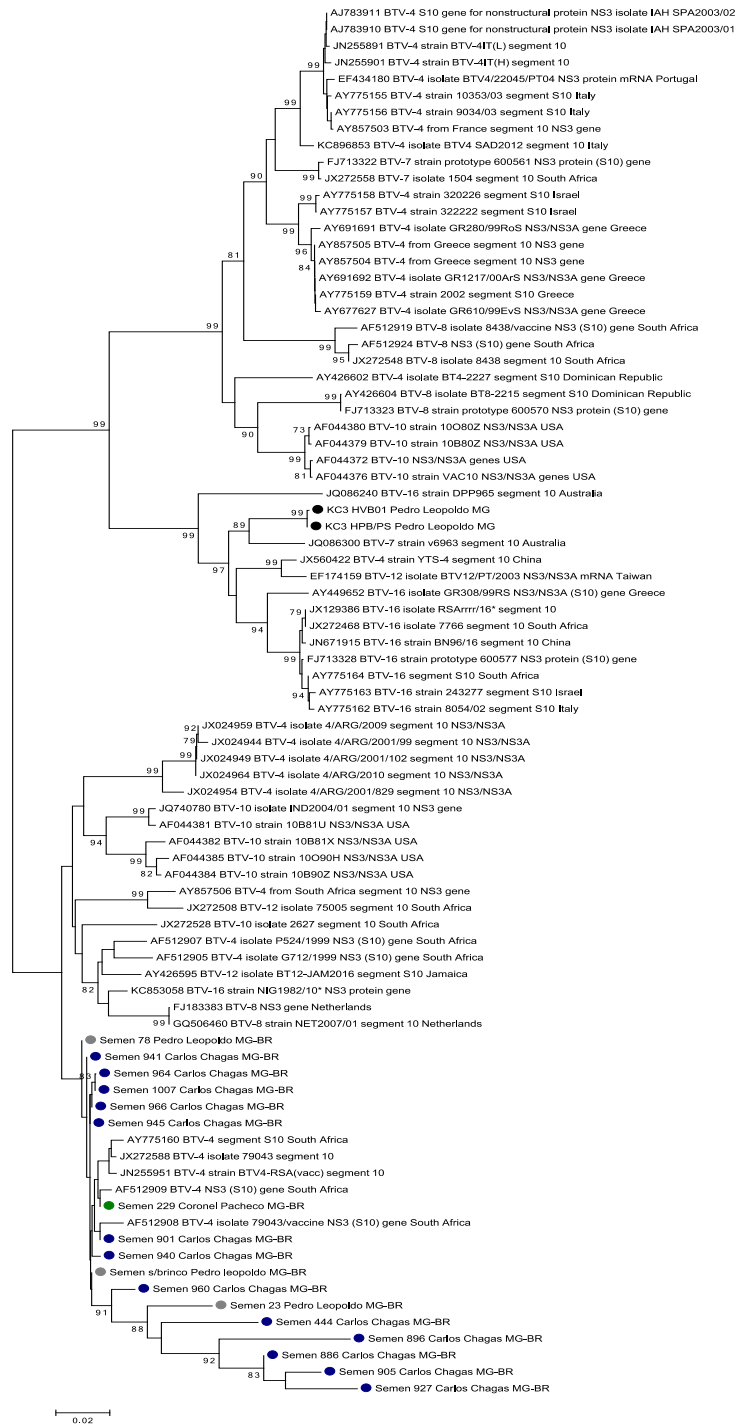 AJ783911 BTV-4 S10 gene for nonstructural protein NS3 isolate IAH SPA2003/02
AJ783910 BTV-4 S10 gene for nonstructural protein NS3 isolate IAH SPA2003/01
JN255891 BTV-4 strain BTV-4IT(L) segment 10
JN255901 BTV-4 strain BTV-4IT(H) segment 10
99 EF434180 BTV-4 isolate BTV4/22045/PT04 NS3 protein mRNA Portugal
99 AY775155 BTV-4 strain 10353/03 segment S10 Italy
AY775156 BTV-4 strain 9034/03 segment S10 Italy
AY857503 BTV-4 from France segment 10 NS3 gene
KC896853 BTV-4 isolate BTV4 SAD2012 segment 10 Italy
90 FJ713322 BTV-7 strain prototype 600561 NS3 protein (S10) gene
99 JX272558 BTV-7 isolate 1504 segment 10 South Africa
99 AY775158 BTV-4 strain 320226 segment S10 Israel
AY775157 BTV-4 strain 322222 segment S10 Israel
99 AY691691 BTV-4 isolate GR280/99RoS NS3/NS3A gene Greece
81 96 AY857505 BTV-4 from Greece segment 10 NS3 gene
84 AY857504 BTV-4 from Greece segment 10 NS3 gene
AY691692 BTV-4 isolate GR1217/00ArS NS3/NS3A gene Greece
AY775159 BTV-4 strain 2002 segment S10 Greece
AY677627 BTV-4 isolate GR610/99EvS NS3/NS3A gene Greece
99 AF512919 BTV-8 isolate 8438/vaccine NS3 (S10) gene South Africa
99 AF512924 BTV-8 NS3 (S10) gene South Africa
95 JX272548 BTV-8 isolate 8438 segment 10 South Africa
AY426602 BTV-4 isolate BT4-2227 segment S10 Dominican Republic
99 AY426604 BTV-8 isolate BT8-2215 segment S10 Dominican Republic
FJ713323 BTV-8 strain prototype 600570 NS3 protein (S10) gene
99 73 AF044380 BTV-10 strain 10O80Z NS3/NS3A USA
90 AF044379 BTV-10 strain 10B80Z NS3/NS3A USA
99 AF044372 BTV-10 NS3/NS3A genes USA
81 AF044376 BTV-10 strain VAC10 NS3/NS3A genes USA
JQ086240 BTV-16 strain DPP965 segment 10 Australia
99 KC3 HVB01 Pedro Leopoldo MG
99 89 KC3 HPB/PS Pedro Leopoldo MG
JQ086300 BTV-7 strain v6963 segment 10 Australia
97 99 JX560422 BTV-4 strain YTS-4 segment 10 China
EF174159 BTV-12 isolate BTV12/PT/2003 NS3/NS3A mRNA Taiwan
AY449652 BTV-16 isolate GR308/99RS NS3/NS3A (S10) gene Greece
94 79 JX129386 BTV-16 isolate RSArrrr/16* segment 10
JX272468 BTV-16 isolate 7766 segment 10 South Africa
JN671915 BTV-16 strain BN96/16 segment 10 China
99 FJ713328 BTV-16 strain prototype 600577 NS3 protein (S10) gene
AY775164 BTV-16 segment S10 South Africa
94 AY775163 BTV-16 strain 243277 segment S10 Israel
AY775162 BTV-16 strain 8054/02 segment S10 Italy
92 JX024959 BTV-4 isolate 4/ARG/2009 segment 10 NS3/NS3A
79 JX024944 BTV-4 isolate 4/ARG/2001/99 segment 10 NS3/NS3A
99 JX024949 BTV-4 isolate 4/ARG/2001/102 segment 10 NS3/NS3A
99 JX024964 BTV-4 isolate 4/ARG/2010 segment 10 NS3/NS3A
JX024954 BTV-4 isolate 4/ARG/2001/829 segment 10 NS3/NS3A
99 JQ740780 BTV-10 isolate IND2004/01 segment 10 NS3 gene
AF044381 BTV-10 strain 10B81U NS3/NS3A USA
94 AF044382 BTV-10 strain 10B81X NS3/NS3A USA
99 AF044385 BTV-10 strain 10O90H NS3/NS3A USA
82 AF044384 BTV-10 strain 10B90Z NS3/NS3A USA
99 AY857506 BTV-4 from South Africa segment 10 NS3 gene
JX272508 BTV-12 isolate 75005 segment 10 South Africa
JX272528 BTV-10 isolate 2627 segment 10 South Africa
AF512907 BTV-4 isolate P524/1999 NS3 (S10) gene South Africa
AF512905 BTV-4 isolate G712/1999 NS3 (S10) gene South Africa
AY426595 BTV-12 isolate BT12-JAM2016 segment S10 Jamaica
82 KC853058 BTV-16 strain NIG1982/10* NS3 protein gene
FJ183383 BTV-8 NS3 gene Netherlands
99 GQ506460 BTV-8 strain NET2007/01 segment 10 Netherlands
Semen 78 Pedro Leopoldo MG-BR
Semen 941 Carlos Chagas MG-BR
83 Semen 964 Carlos Chagas MG-BR
Semen 1007 Carlos Chagas MG-BR
Semen 966 Carlos Chagas MG-BR
Semen 945 Carlos Chagas MG-BR
AY775160 BTV-4 segment S10 South Africa
JX272588 BTV-4 isolate 79043 segment 10
JN255951 BTV-4 strain BTV4-RSA(vacc) segment 10
AF512909 BTV-4 NS3 (S10) gene South Africa
Semen 229 Coronel Pacheco MG-BR
AF512908 BTV-4 isolate 79043/vaccine NS3 (S10) gene South Africa
Semen 901 Carlos Chagas MG-BR
Semen 940 Carlos Chagas MG-BR
Semen s/brinco Pedro leopoldo MG-BR
Semen 960 Carlos Chagas MG-BR
91 Semen 23 Pedro Leopoldo MG-BR
88 Semen 444 Carlos Chagas MG-BR
Semen 896 Carlos Chagas MG-BR
92 Semen 886 Carlos Chagas MG-BR
83 Semen 905 Carlos Chagas MG-BR
Semen 927 Carlos Chagas MG-BR
0.02